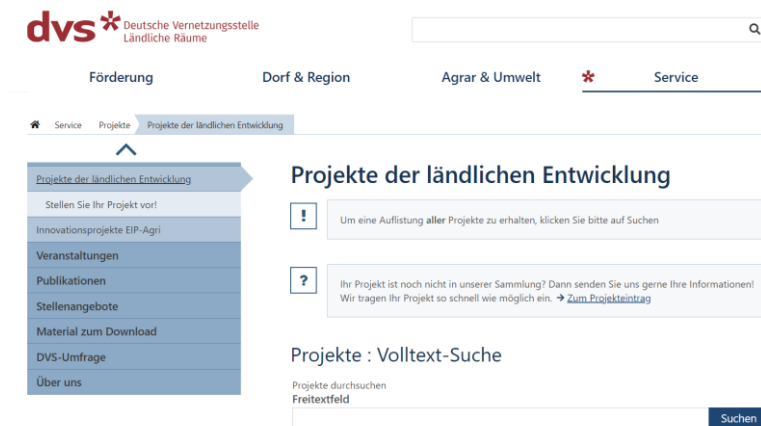 dvs Deutsche Vernetzungsstelle
Ländliche Räume
Förderung Dorf & Region Agrar & Umwelt Service
Service Projekte Projekte der ländlichen Entwicklung
Projekte der ländlichen Entwicklung
Stellen Sie Ihr Projekt vor!
Innovationsprojekte EIP-Agri
Veranstaltungen
Publikationen
Stellenangebote
Material zum Download
DVS-Umfrage
Über uns
Projekte der ländlichen Entwicklung
! Um eine Auflistung aller Projekte zu erhalten, klicken Sie bitte auf Suchen
? Ihr Projekt ist noch nicht in unserer Sammlung? Dann senden Sie uns gerne Ihre Informationen!
Wir tragen Ihr Projekt so schnell wie möglich ein. → Zum Projekteintrag
Projekte : Volltext-Suche
Projekte durchsuchen
Freitextfeld
Suchen